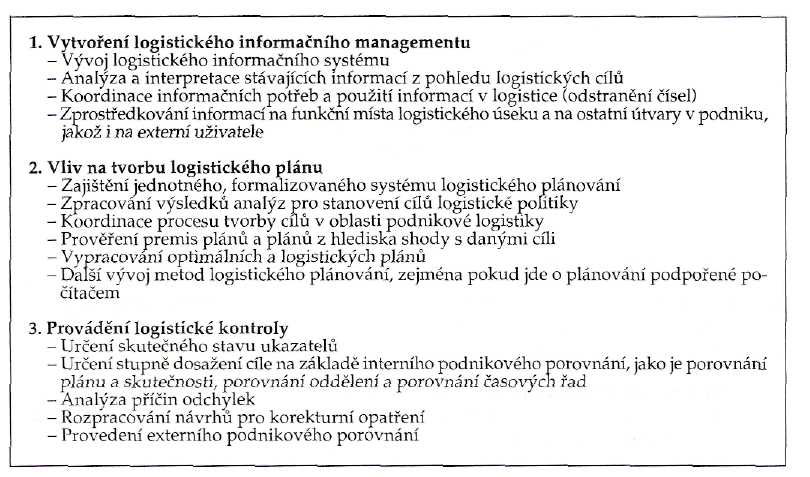 1. Vytvoření logistického informačního managementu
– Vývoj logistického informačního systému
– Analýza a interpretace stávajících informací z pohledu logistických cílů
– Koordinace informačních potřeb a použití informací v logistice (odstranění čísel)
– Zprostředkování informací na funkční místa logistického úseku a na ostatní útvary v podniku,
jakož i na externí uživatele
2. Vliv na tvorbu logistického plánu
– Zajištění jednotného, formalizovaného systému logistického plánování
– Zpracování výsledků analýz pro stanovení cílů logistické politiky
– Koordinace procesu tvorby cílů v oblasti podnikové logistiky
– Prověření premis plánů a plánů z hlediska shody s danými cíli
– Vypracování optimálních a logistických plánů
– Další vývoj metod logistického plánování, zejména pokud jde o plánování podpořené po-
čítačem
3. Provádění logistické kontroly
– Určení skutečného stavu ukazatelů
– Určení stupně dosažení cíle na základě interního podnikového porovnání, jako je porovnání
plánu a skutečnosti, porovnání oddělení a porovnání časových řad
– Analýza příčin odchylek
– Rozpracování návrhů pro korekturní opatření
– Provedení externího podnikového porovnání